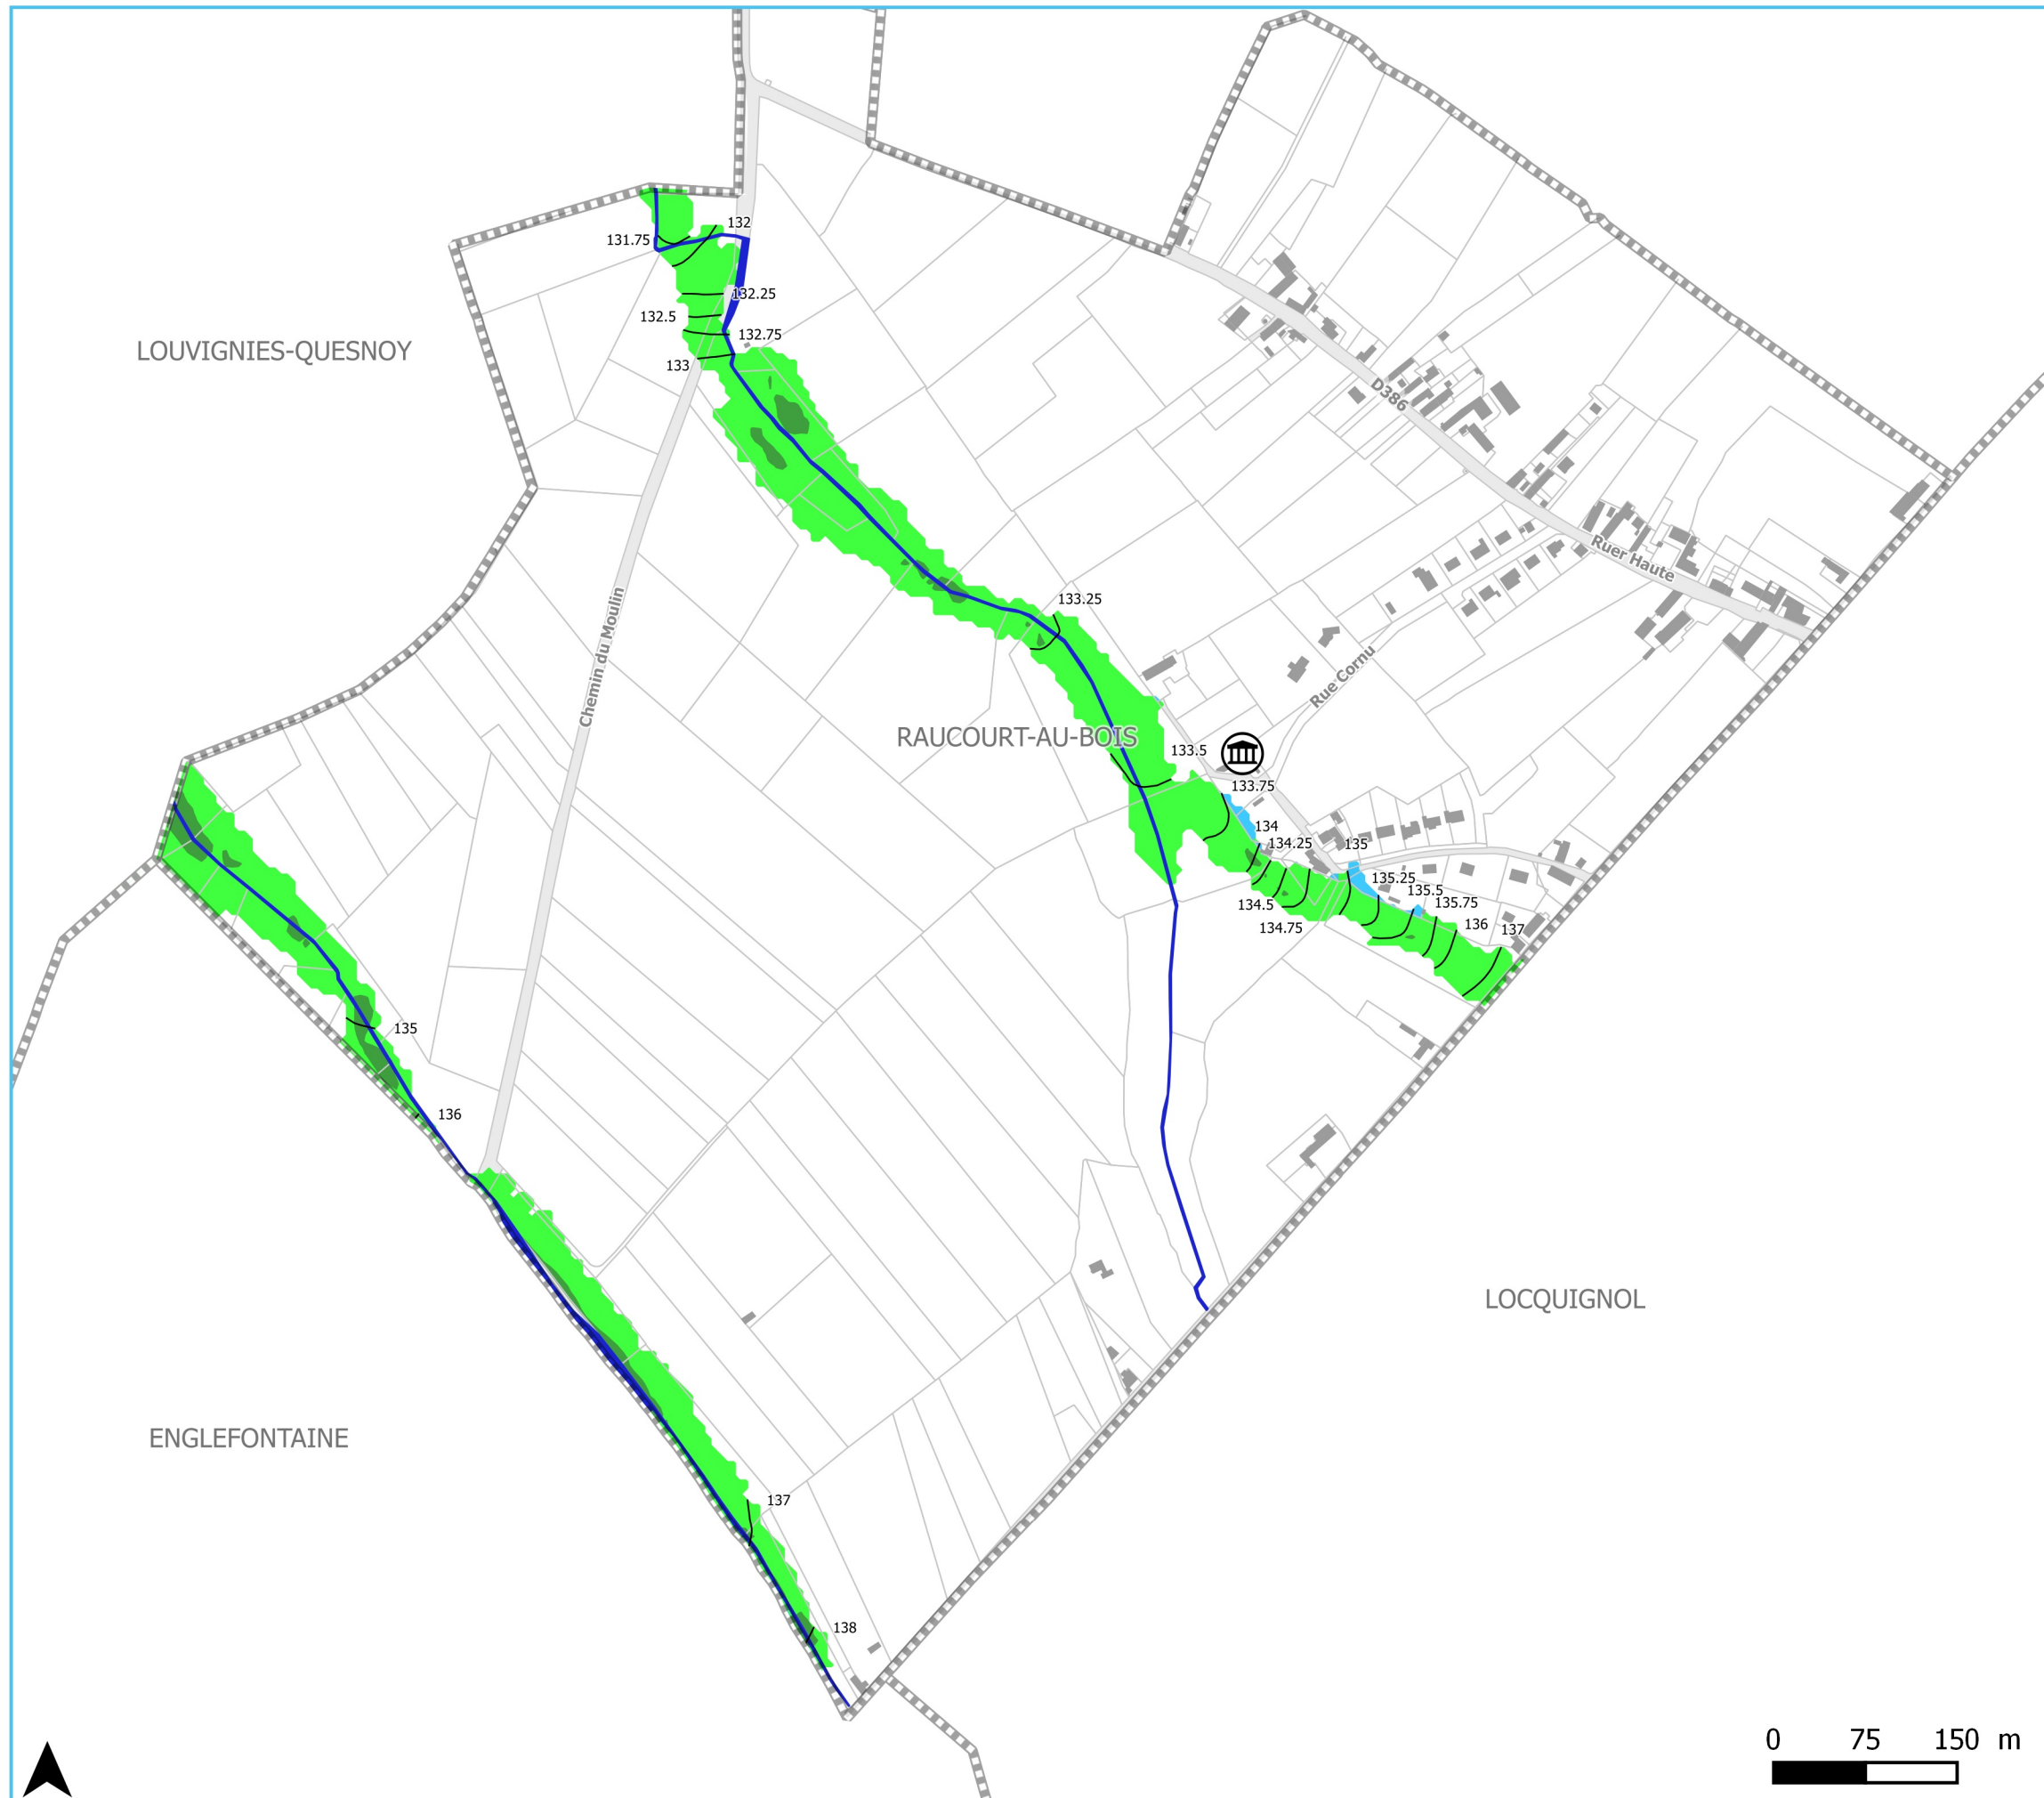 132
131.75
132.25
132.5
132.75
133
LOUVIGNIES-QUESNOY
D386
Ruer Haute
133.25
Chemin du Moulin
Rue Cornu
RAUCOURT-AU-BOIS
133.5
133.75
134
134.25
135
135.25
135.5
135.75
134.5
136
134.75
137
135
136
LOCQUIGNOL
ENGLEFONTAINE
137
138
0 75 150 m